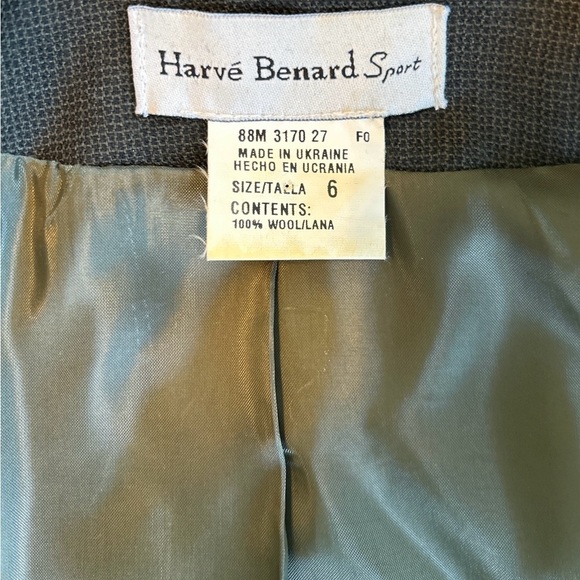 Harvé Benard Sport
88M 3170 27 F0
MADE IN UKRAINE
HECHO EN UCRANIA
SIZE/TALLA 6
CONTENTS:
100% WOOL/LANA